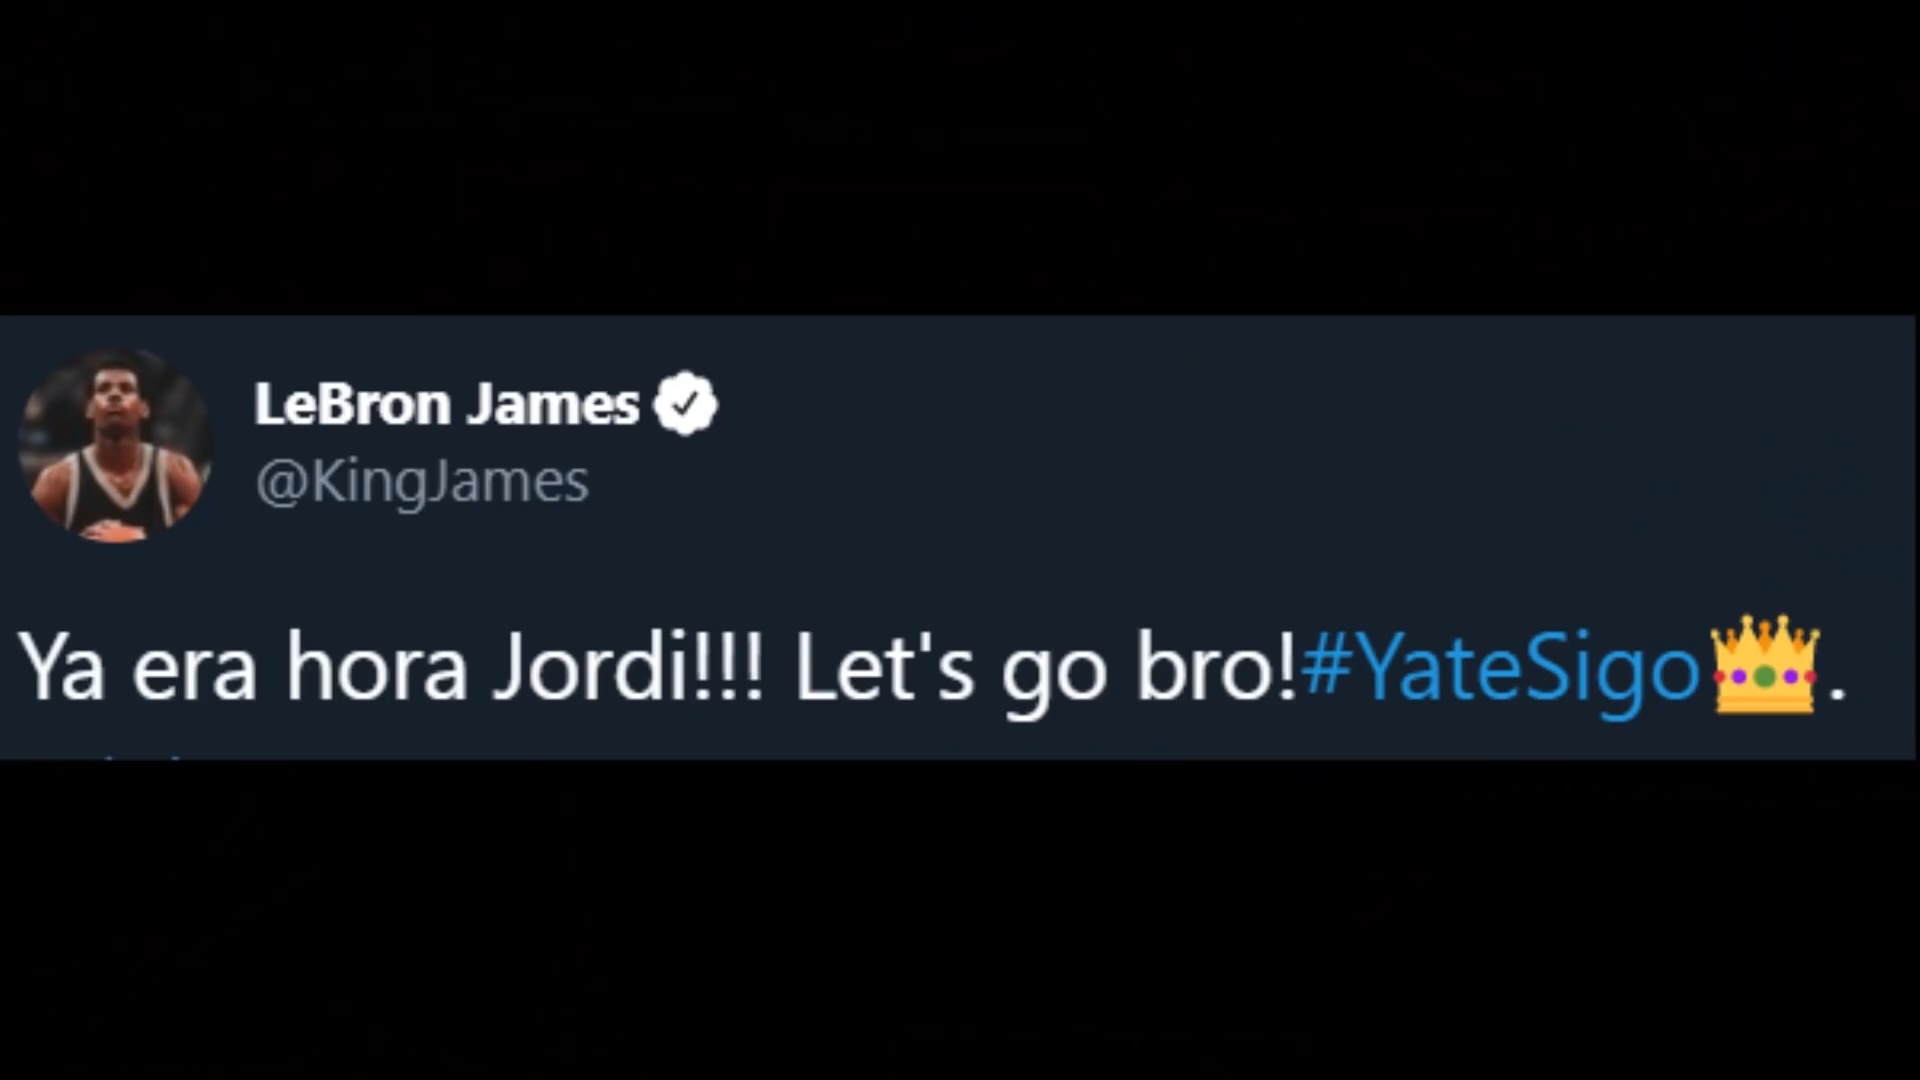 LeBron James
@KingJames
Ya era hora Jordi!!! Let's go bro!#YateSigo👑.